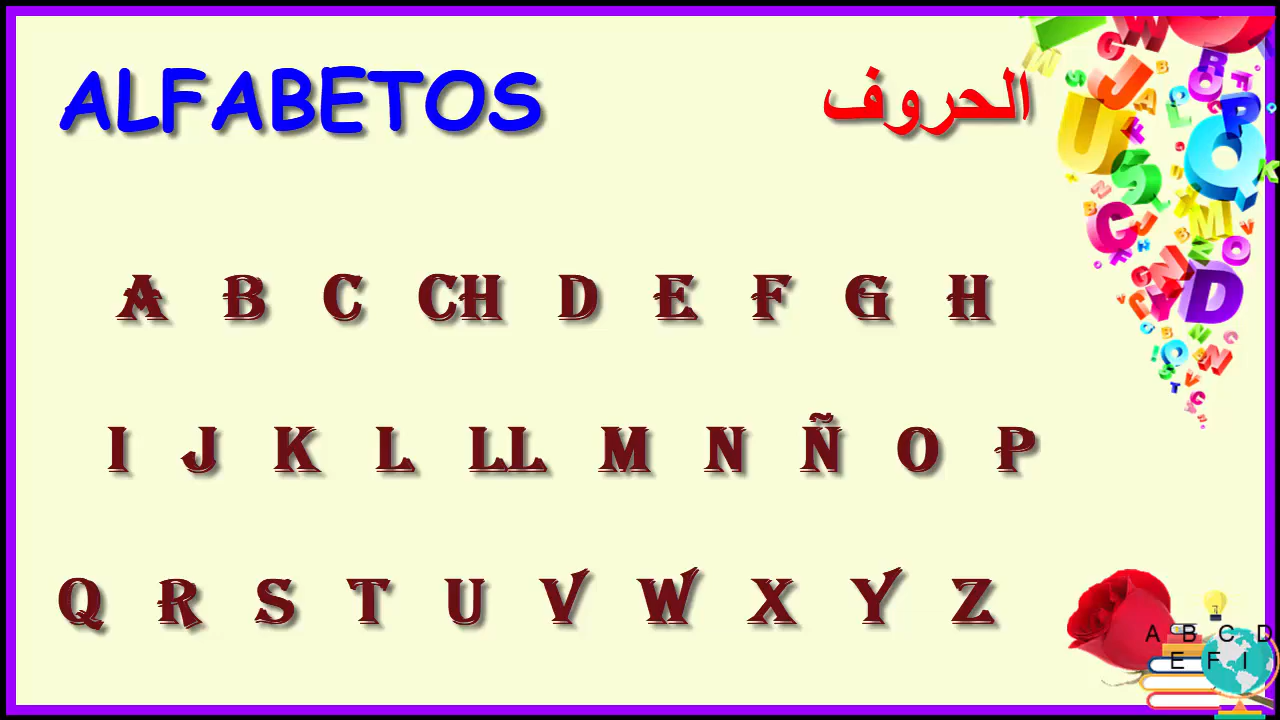 ALFABETOS الحروف
A B C CH D E F G H
I J K L LL M N Ñ O P
Q R S T U V W X Y Z
A B C D
E F I